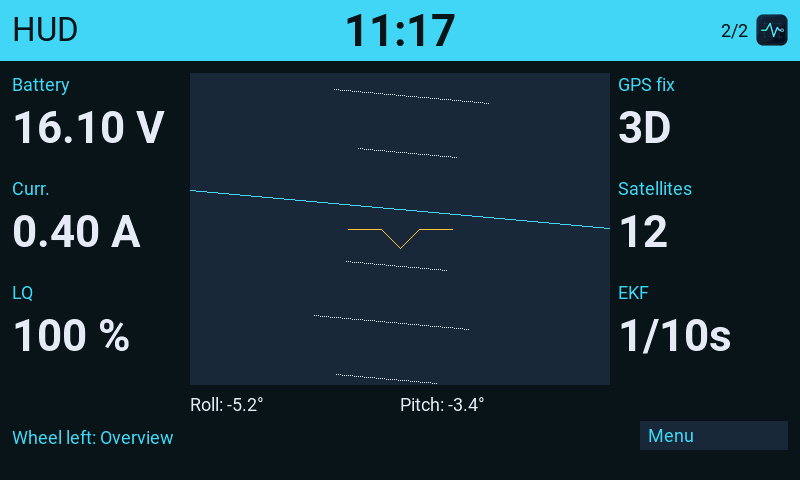 HUD
11:17
2/2
Battery
16.10 V
Curr.
0.40 A
LQ
100 %
GPS fix
3D
Satellites
12
EKF
1/10s
Roll: -5.2°
Pitch: -3.4°
Wheel left: Overview
Menu